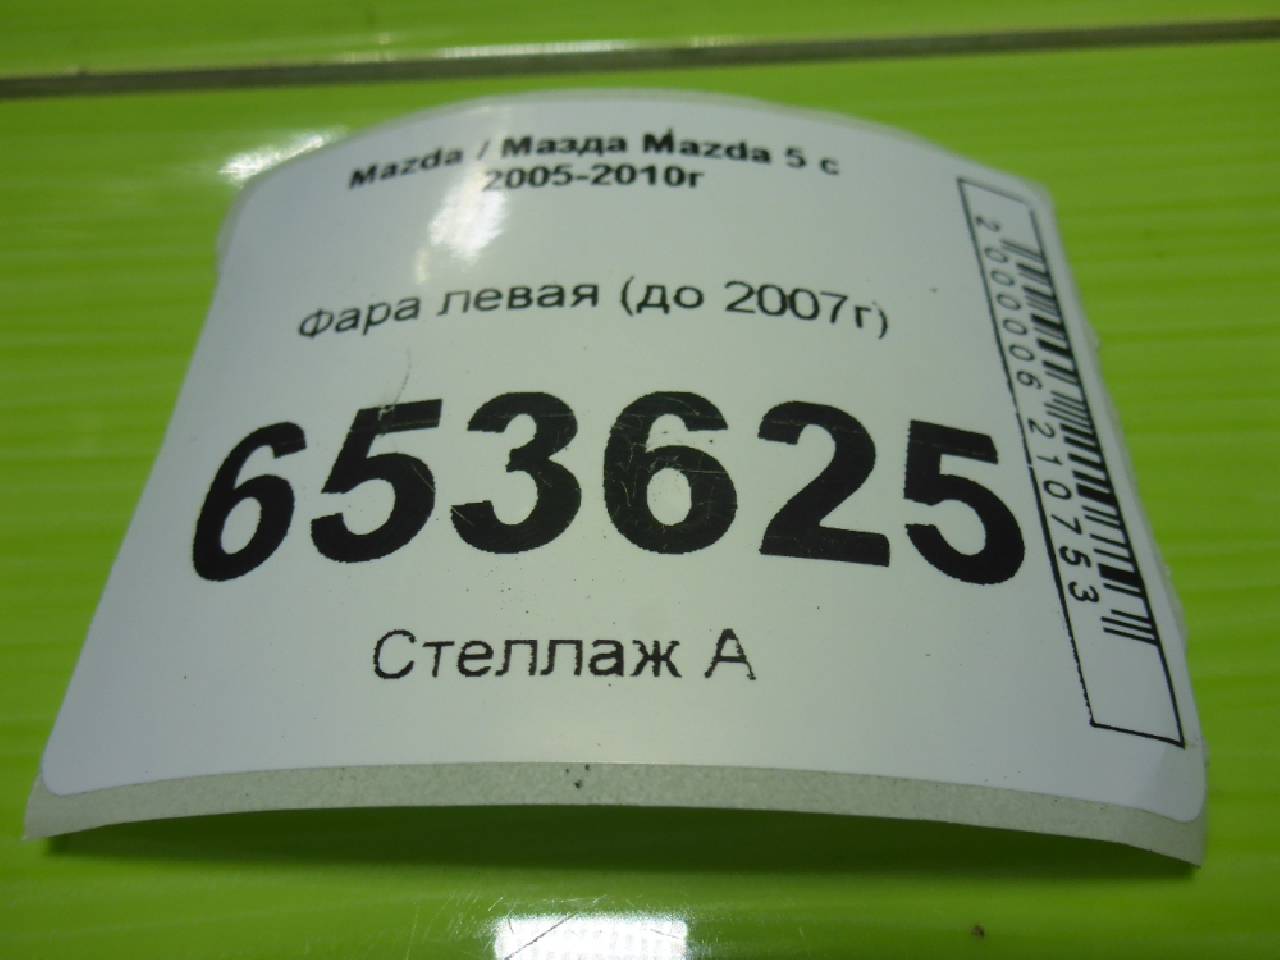 Mazda / Мазда Mazda 5 с
2005-2010г
Фара левая (до 2007г)
653625
Стеллаж А
2000006210753